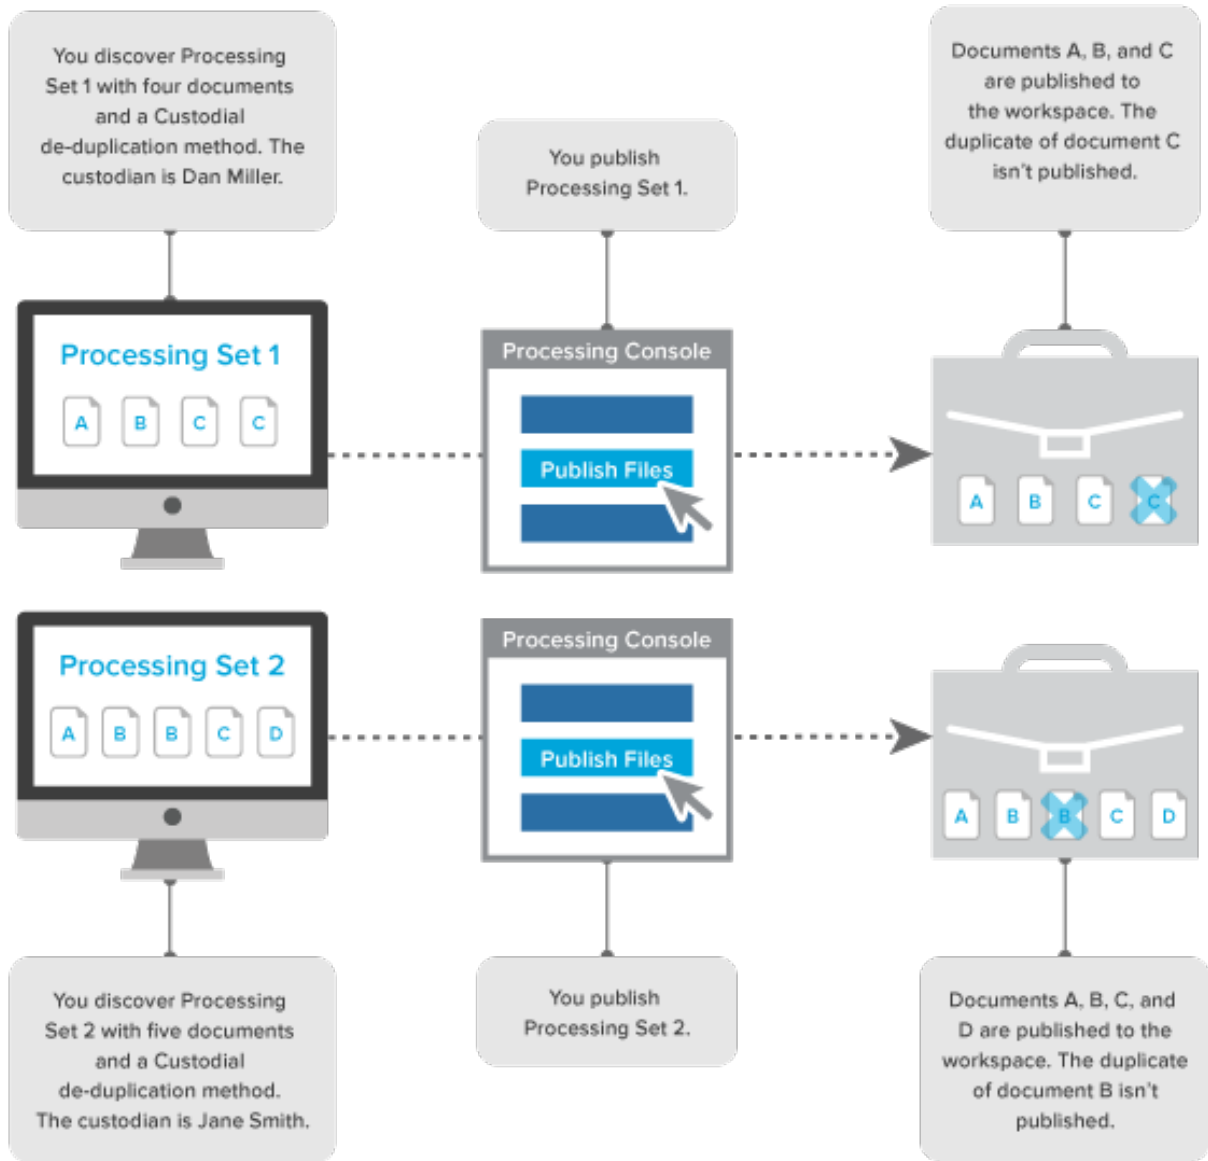 You discover Processing
Set 1 with four documents
and a Custodial
de-duplication method. The
custodian is Dan Miller.
You publish
Processing Set 1.
Documents A, B, and C
are published to
the workspace. The
duplicate of document C
isn't published.
Processing Set 1
A B C C
Processing Console
Publish Files
A B C C
Processing Set 2
A B B C D
Processing Console
Publish Files
A B B C D
You discover Processing
Set 2 with five documents
and a Custodial
de-duplication method.
The custodian is Jane Smith.
You publish
Processing Set 2.
Documents A, B, C, and
D are published to the
workspace. The duplicate
of document B isn't
published.